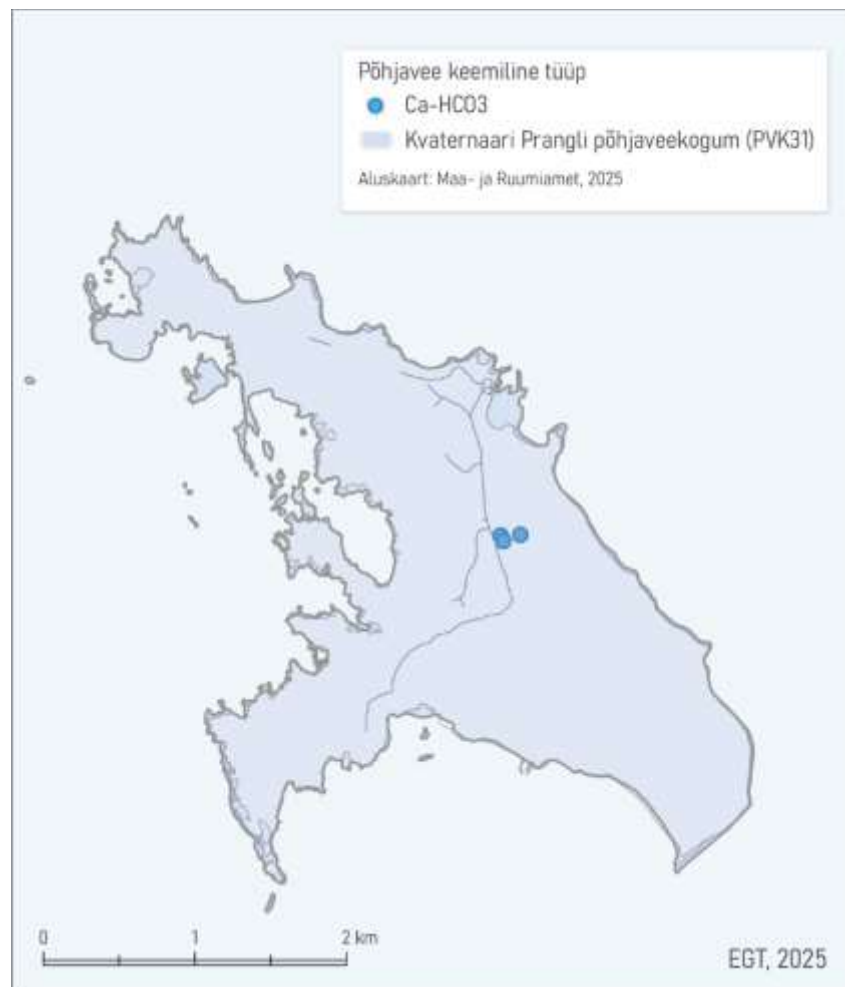 Põhjavee keemiline tüüp
Ca-HCO3
Kvaternaari Prangli põhjaveekogum (PVK31)
Aluskaart: Maa- ja Ruumiamet, 2025
0 1 2 km
EGT, 2025